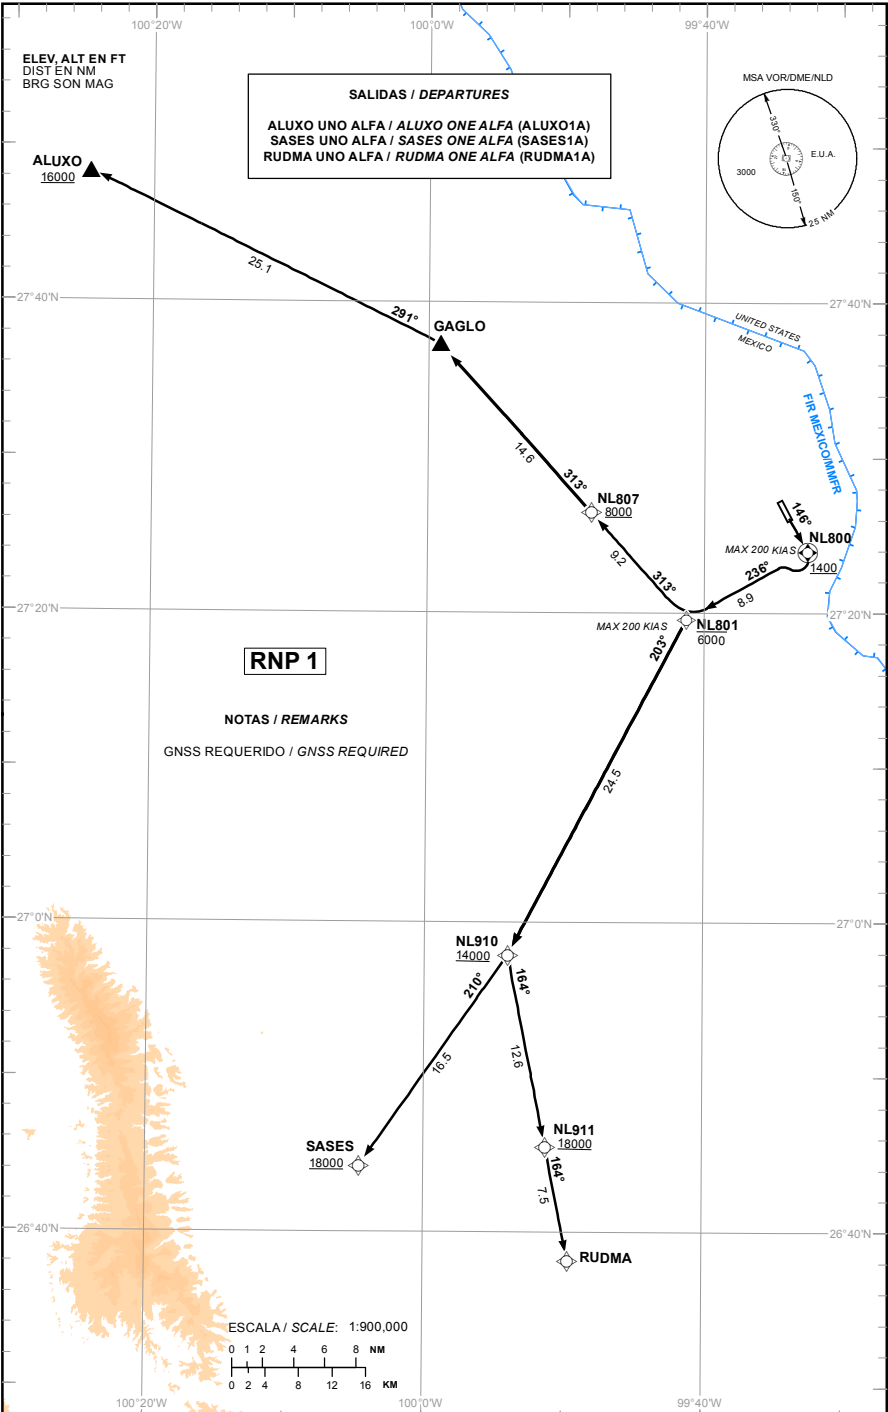 100°20'W
100°0'W
99°40'W
ELEV, ALT EN FT
DIST EN NM
BRG SON MAG
SALIDAS / DEPARTURES
ALUXO UNO ALFA / ALUXO ONE ALFA (ALUXO1A)
SASES UNO ALFA / SASES ONE ALFA (SASES1A)
RUDMA UNO ALFA / RUDMA ONE ALFA (RUDMA1A)
MSA VOR/DME/NLD
330°
E.U.A.
3000
150°
25 NM
ALUXO
16000
25.1
291°
27°40'N
27°40'N
GAGLO
UNITED STATES
MEXICO
FIR MEXICO/MMFR
14.6
313°
NL807
8000
146°
NL800
MAX 200 KIAS
1400
9.2
313°
236°
8.9
27°20'N
27°20'N
MAX 200 KIAS
NL801
6000
203°
RNP 1
NOTAS / REMARKS
GNSS REQUERIDO / GNSS REQUIRED
24.5
27°0'N
27°0'N
NL910
14000
210°
164°
16.5
12.6
NL911
18000
SASES
18000
164°
7.5
26°40'N
26°40'N
RUDMA
ESCALA / SCALE: 1:900,000
0 1 2 4 6 8 NM
0 2 4 8 12 16 KM
100°20'W
100°0'W
99°40'W